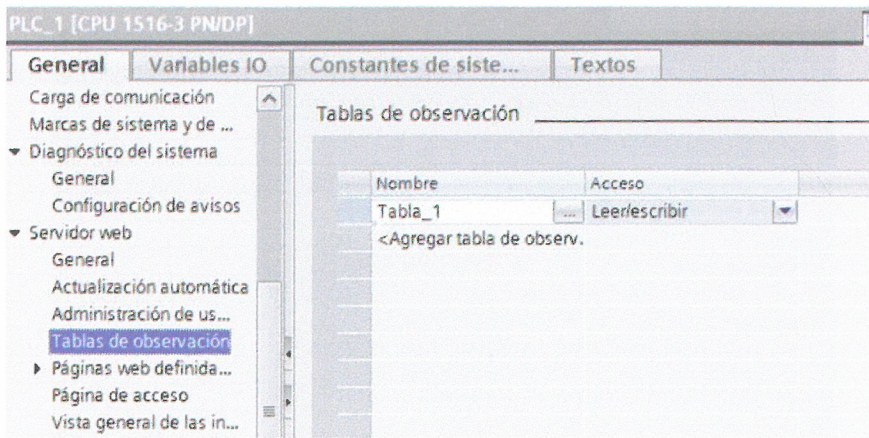 PLC_1 [CPU 1516-3 PN/DP]
General
Variables IO
Constantes de siste...
Textos
Carga de comunicación
Marcas de sistema y de ...
Diagnóstico del sistema
General
Configuración de avisos
Servidor web
General
Actualización automática
Administración de us...
Tablas de observación
Páginas web definida...
Página de acceso
Vista general de las in...
Tablas de observación
Nombre
Acceso
Tabla_1
...
Leer/escribir
<Agregar tabla de observ.